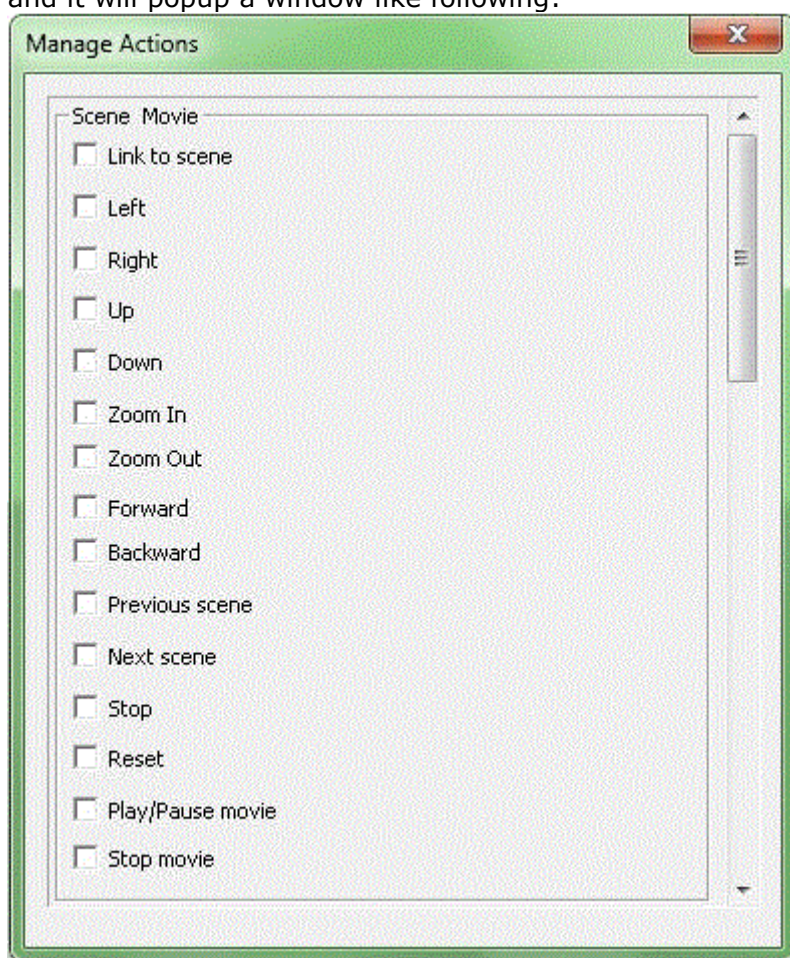 and it will popup a window like following:
Manage Actions
Scene Movie
Link to scene
Left
Right
Up
Down
Zoom In
Zoom Out
Forward
Backward
Previous scene
Next scene
Stop
Reset
Play/Pause movie
Stop movie